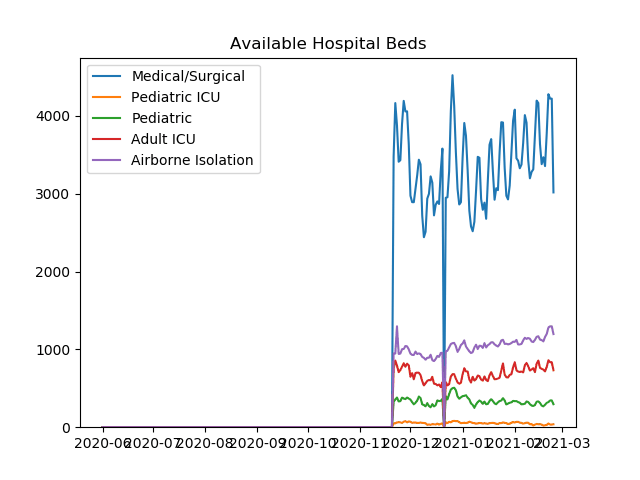 Available Hospital Beds
Medical/Surgical
Pediatric ICU
Pediatric
Adult ICU
Airborne Isolation
4000
3000
2000
1000
0
2020-06 2020-07 2020-08 2020-09 2020-10 2020-11 2020-12 2021-01 2021-02 2021-03